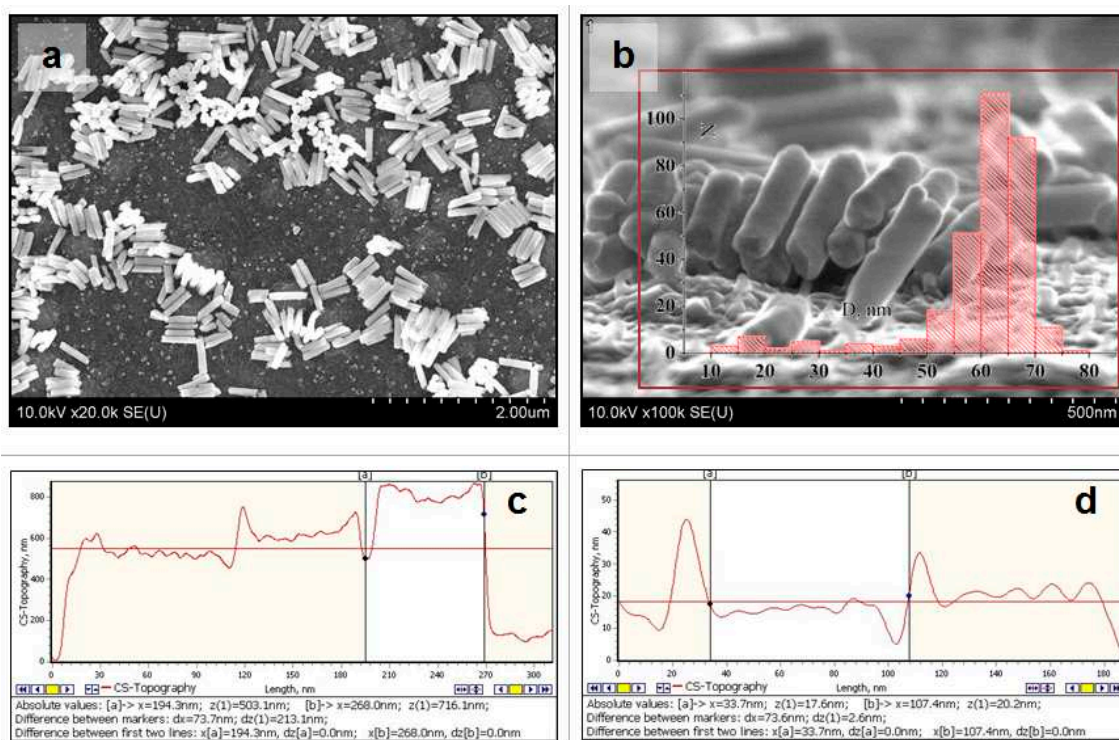 a
10.0kV x20.0k SE(U) 2.00um
b
N
100
80
60
40
20
0
D, nm
10 20 30 40 50 60 70 80
10.0kV x100k SE(U) 500nm
c
[a] [b]
CS-Topography, nm
800
600
400
200
0
0 30 60 90 120 150 190 230 270 300
CS-Topography Length, nm
Absolute values: [a]-> x=194.3nm; z(1)=503.1nm; [b]-> x=268.0nm; z(1)=716.1nm;
Difference between markers: dx=73.7nm; dz(1)=213.1nm;
Difference between first two lines: x[a]=194.3nm, dz[a]=0.0nm; x[b]=268.0nm, dz[b]=0.0nm
d
[a] [b]
CS-Topography, nm
50
40
30
20
10
0
0 20 40 60 80 100 120 140 160 180
CS-Topography Length, nm
Absolute values: [a]-> x=33.7nm; z(1)=17.6nm; [b]-> x=107.4nm; z(1)=20.2nm;
Difference between markers: dx=73.6nm; dz(1)=2.6nm;
Difference between first two lines: x[a]=33.7nm, dz[a]=0.0nm; x[b]=107.4nm, dz[b]=0.0nm